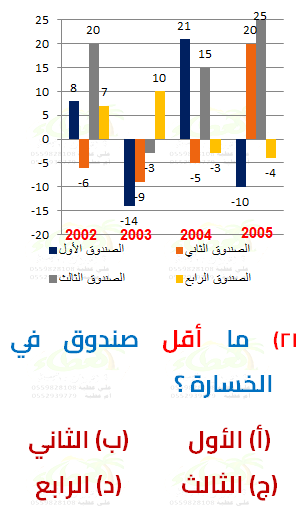 25
20
15
10
5
0
-5
-10
-15
-20
8 -6 20 7
-14 -9 -3 10
21 -5 15 -3
-10 20 25 -4
2002 2003 2004 2005
الصندوق الأول الصندوق الثاني
الصندوق الثالث الصندوق الرابع
٢١) ما أقل صندوق في
الخسارة ؟
(أ) الأول (ب) الثاني
(ج) الثالث (د) الرابع